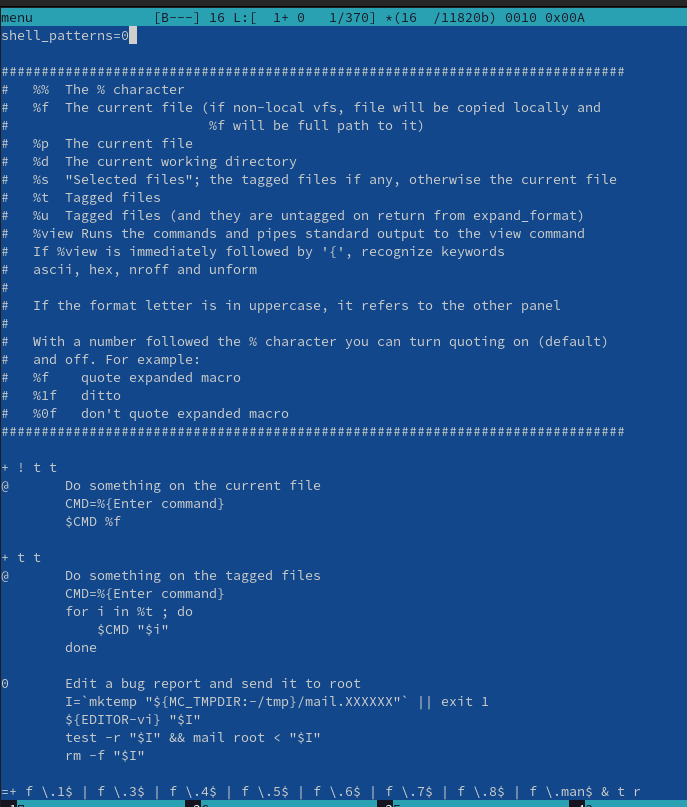 menu [B---] 16 L:[ 1+ 0 1/370] *(16 /11820b) 0010 0x00A
shell_patterns=0
##############################################################################
# %% The % character
# %f The current file (if non-local vfs, file will be copied locally and
# %f will be full path to it)
# %p The current file
# %d The current working directory
# %s "Selected files"; the tagged files if any, otherwise the current file
# %t Tagged files
# %u Tagged files (and they are untagged on return from expand_format)
# %view Runs the commands and pipes standard output to the view command
# If %view is immediately followed by '{', recognize keywords
# ascii, hex, nroff and unform
#
# If the format letter is in uppercase, it refers to the other panel
#
# With a number followed the % character you can turn quoting on (default)
# and off. For example:
# %f quote expanded macro
# %1f ditto
# %0f don't quote expanded macro
##############################################################################
+ ! t t
@ Do something on the current file
CMD=%{Enter command}
$CMD %f
+ t t
@ Do something on the tagged files
CMD=%{Enter command}
for i in %t ; do
$CMD "$i"
done
0 Edit a bug report and send it to root
I=`mktemp "${MC_TMPDIR:-/tmp}/mail.XXXXXX"` || exit 1
${EDITOR-vi} "$I"
test -r "$I" && mail root < "$I"
rm -f "$I"
=+ f \.1$ | f \.3$ | f \.4$ | f \.5$ | f \.6$ | f \.7$ | f \.8$ | f \.man$ & t r